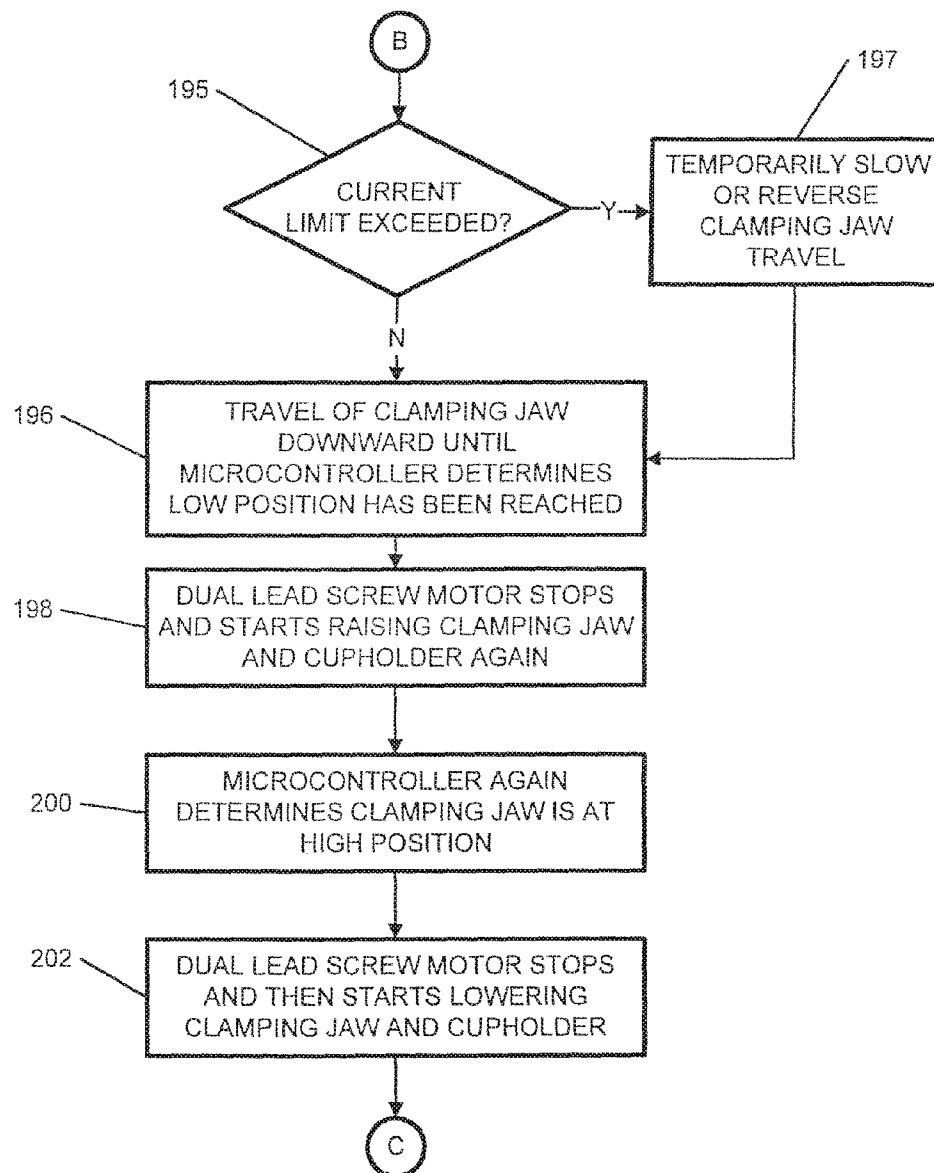 B
195
197
CURRENT
LIMIT EXCEEDED?
Y
TEMPORARILY SLOW
OR REVERSE
CLAMPING JAW
TRAVEL
N
196
TRAVEL OF CLAMPING JAW
DOWNWARD UNTIL
MICROCONTROLLER DETERMINES
LOW POSITION HAS BEEN REACHED
198
DUAL LEAD SCREW MOTOR STOPS
AND STARTS RAISING CLAMPING JAW
AND CUPHOLDER AGAIN
200
MICROCONTROLLER AGAIN
DETERMINES CLAMPING JAW IS AT
HIGH POSITION
202
DUAL LEAD SCREW MOTOR STOPS
AND THEN STARTS LOWERING
CLAMPING JAW AND CUPHOLDER
C